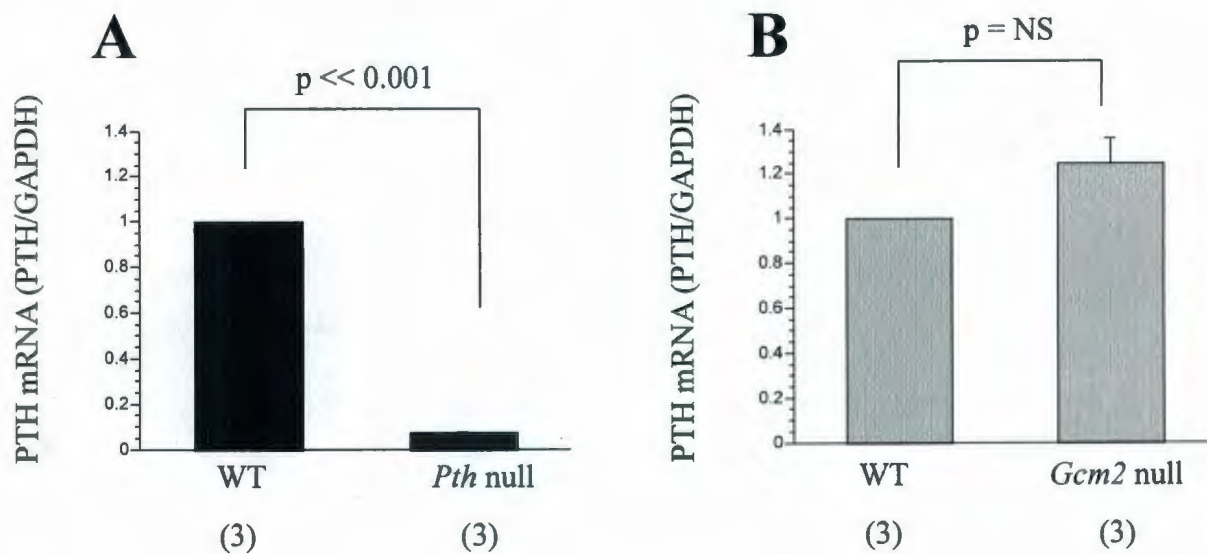 A
p << 0.001
PTH mRNA (PTH/GAPDH)
1.4
1.2
1
0.8
0.6
0.4
0.2
0
WT
Pth null
(3)
(3)
B
p = NS
PTH mRNA (PTH/GAPDH)
1.4
1.2
1
0.8
0.6
0.4
0.2
0
WT
Gcm2 null
(3)
(3)